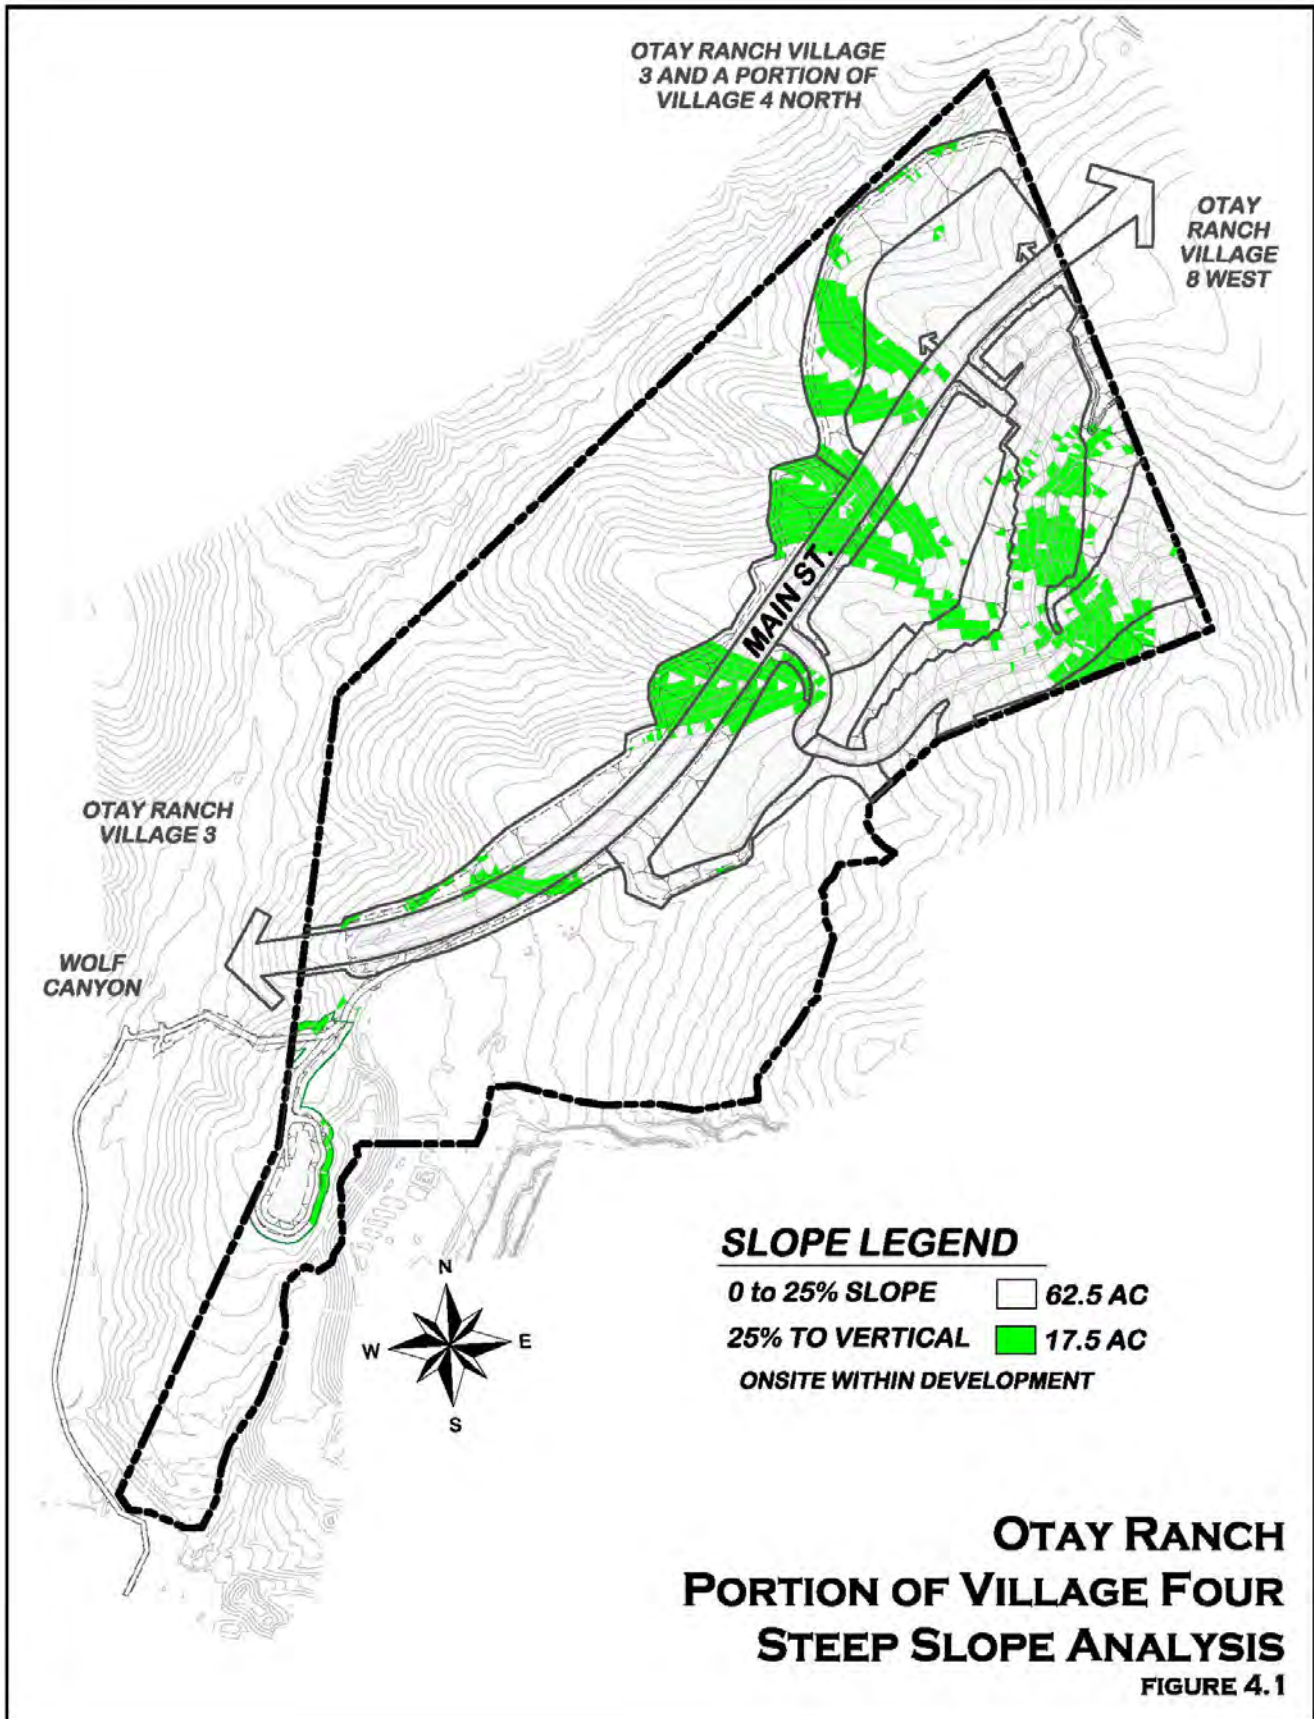 OTAY RANCH VILLAGE
3 AND A PORTION OF
VILLAGE 4 NORTH
OTAY
RANCH
VILLAGE
8 WEST
MAIN ST.
OTAY RANCH
VILLAGE 3
WOLF
CANYON
N
W E
S
SLOPE LEGEND
0 to 25% SLOPE 62.5 AC
25% TO VERTICAL 17.5 AC
ONSITE WITHIN DEVELOPMENT
OTAY RANCH
PORTION OF VILLAGE FOUR
STEEP SLOPE ANALYSIS
FIGURE 4.1